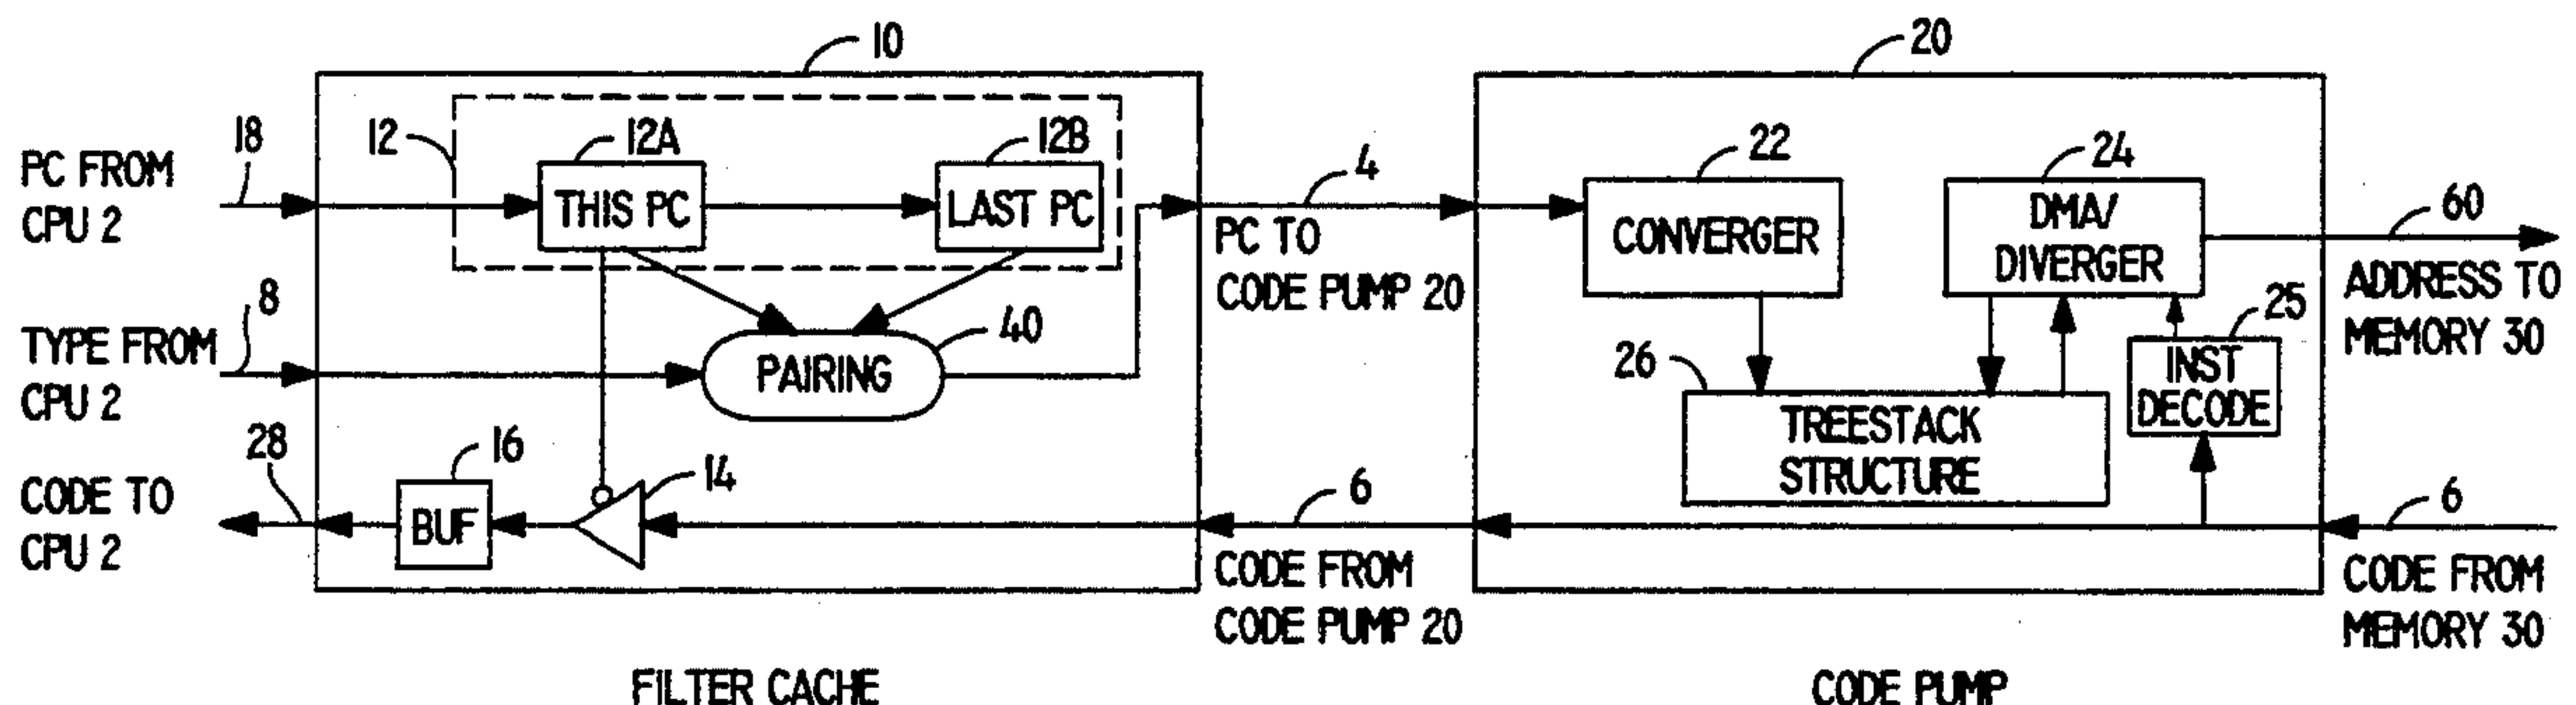 10
20
12
12A
12B
22
24
PC FROM
CPU 2
18
THIS PC
LAST PC
4
PC TO
CODE PUMP 20
CONVERGER
DMA/
DIVERGER
60
ADDRESS TO
MEMORY 30
TYPE FROM
CPU 2
8
PAIRING
40
26
TREESTACK
STRUCTURE
25
INST
DECODE
CODE TO
CPU 2
28
BUF
16
14
6
CODE FROM
CODE PUMP 20
6
CODE FROM
MEMORY 30
FILTER CACHE
CODE PUMP